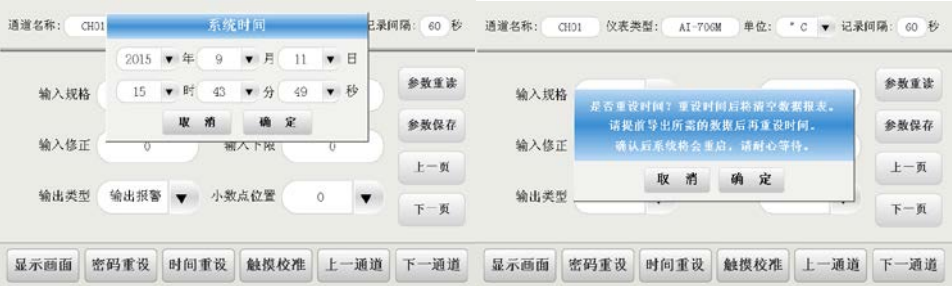 通道名称: CH01
系统时间
记录间隔: 60 秒
2015 年 9 月 11 日
15 时 43 分 49 秒
取 消 确 定
输入规格
参数重读
输入修正 0 输入下限 0
参数保存
上一页
输出类型 输出报警 小数点位置 0
下一页
显示画面 密码重设 时间重设 触摸校准 上一通道 下一通道
通道名称: CH01 仪表类型: AI-706M 单位: °C 记录间隔: 60 秒
输入规格
参数重读
是否重设时间？重设时间后将清空数据报表。
请提前导出所需的数据后再重设时间。
确认后系统将会重启，请耐心等待。
取 消 确 定
输入修正
参数保存
上一页
输出类型
下一页
显示画面 密码重设 时间重设 触摸校准 上一通道 下一通道